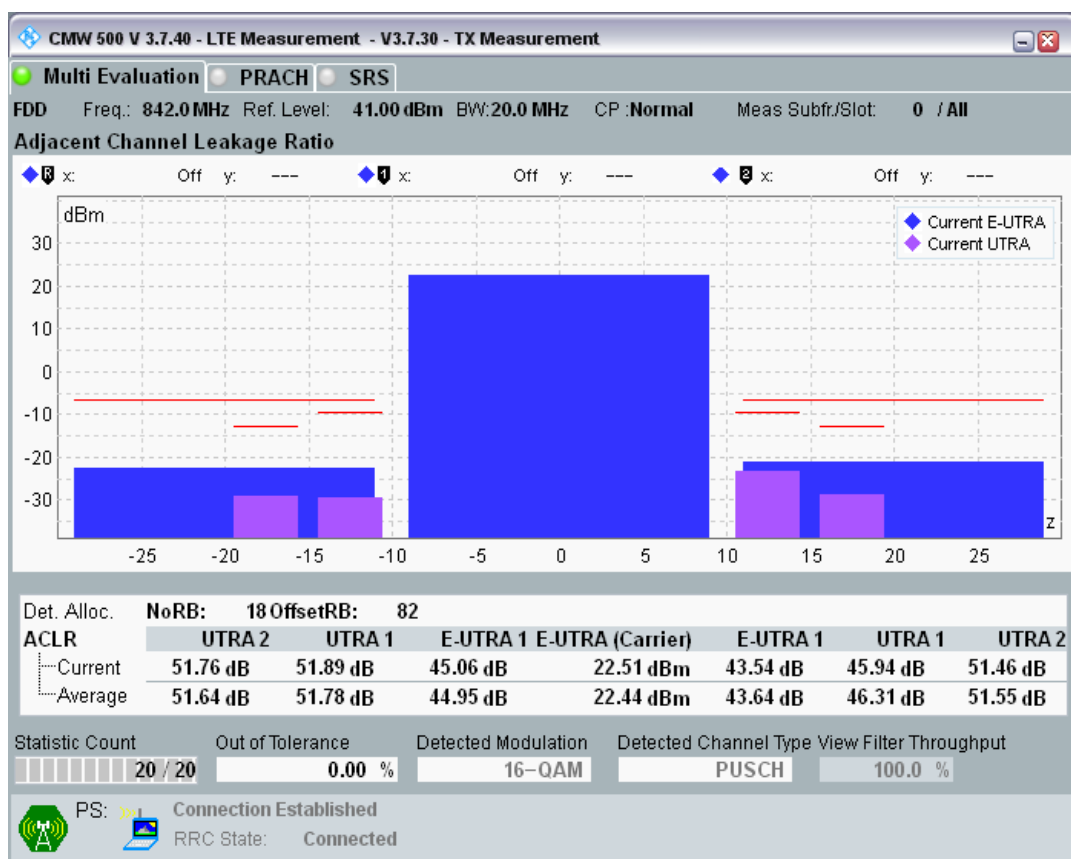 CMW 500 V 3.7.40 - LTE Measurement - V3.7.30 - TX Measurement
Multi Evaluation PRACH SRS
FDD Freq.: 842.0 MHz Ref. Level: 41.00 dBm BW:20.0 MHz CP :Normal Meas Subfr./Slot: 0 / All
Adjacent Channel Leakage Ratio
R x: Off y: --- 1 x: Off y: --- 2 x: Off y: ---
dBm
Current E-UTRA
Current UTRA
30
20
10
0
-10
-20
-30
z
-25 -20 -15 -10 -5 0 5 10 15 20 25
Det. Alloc. NoRB: 18 OffsetRB: 82
ACLR UTRA 2 UTRA 1 E-UTRA 1 E-UTRA (Carrier) E-UTRA 1 UTRA 1 UTRA 2
Current 51.76 dB 51.89 dB 45.06 dB 22.51 dBm 43.54 dB 45.94 dB 51.46 dB
Average 51.64 dB 51.78 dB 44.95 dB 22.44 dBm 43.64 dB 46.31 dB 51.55 dB
Statistic Count Out of Tolerance Detected Modulation Detected Channel Type View Filter Throughput
20 / 20 0.00 % 16-QAM PUSCH 100.0 %
PS: Connection Established
RRC State: Connected